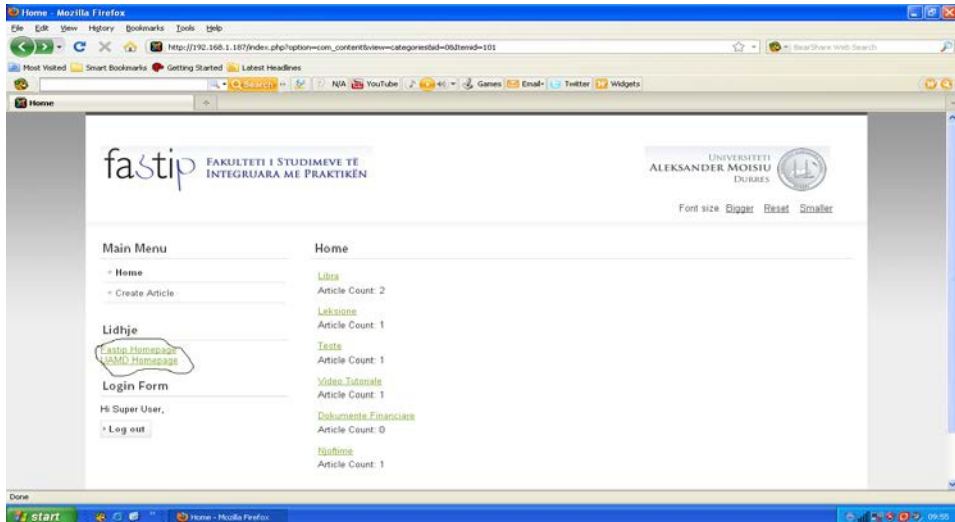 Home - Mozilla Firefox
File Edit View History Bookmarks Tools Help
http://192.168.1.187/index.php?option=com_content&view=categories&id=0&Itemid=101
BearShare Web Search
Most Visited Smart Bookmarks Getting Started Latest Headlines
Search N/A YouTube Games Email Twitter Widgets
Home
fastip FAKULTETI I STUDIMEVE TË
INTEGRUARA ME PRAKTIKËN
UNIVERSITETI
ALEKSANDER MOISIU
DURRES
Font size Bigger Reset Smaller
Main Menu
Home
Create Article
Lidhje
Fastip Homepage
UAMD Homepage
Login Form
Hi Super User,
Log out
Home
Libra
Article Count: 2
Leksione
Article Count: 1
Teste
Article Count: 1
Video Tutoriale
Article Count: 1
Dokumente Financiare
Article Count: 0
Njoftime
Article Count: 1
Done
start Home - Mozilla Firefox 09:55